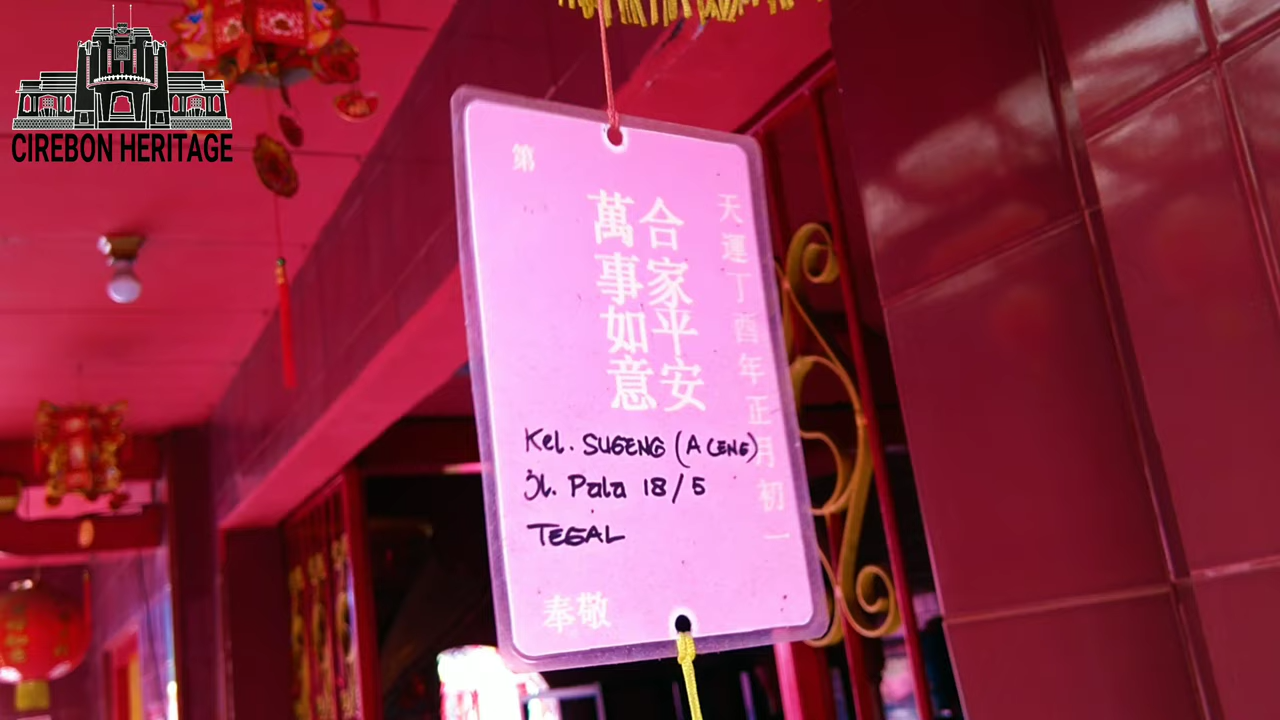 CIREBON HERITAGE
第
天運丁酉年正月初一
合家平安
萬事如意
Kel. SUGENG (A CENG)
Jl. Pala 18/5
TEGAL
奉敬